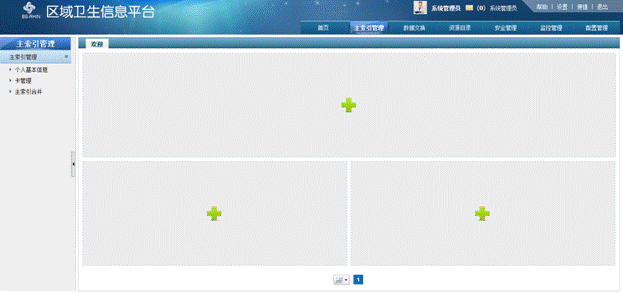 区域卫生信息平台
BS-RHIN
系统管理员 (0) 系统管理员
帮助 | 设置 | 便签 | 退出
首页 主索引管理 数据交换 资源目录 安全管理 监控管理 配置管理
主索引管理
欢迎
主索引管理
个人基本信息
卡管理
主索引合并
1